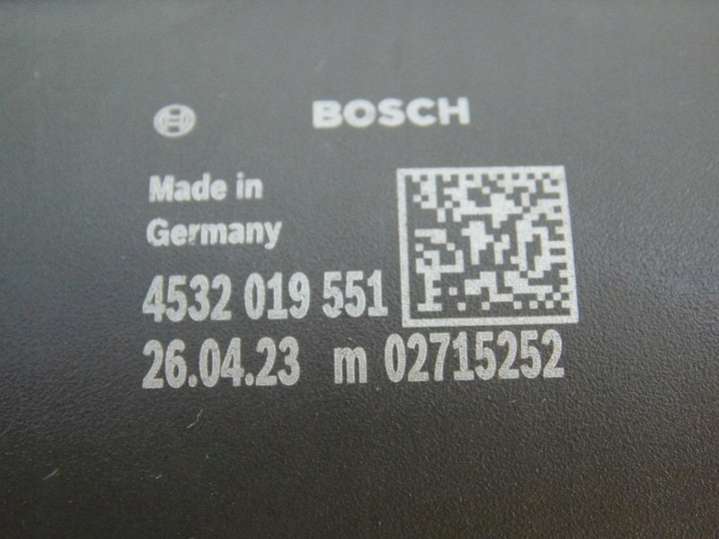 BOSCH
Made in
Germany
4532 019 551
26.04.23 m 02715252